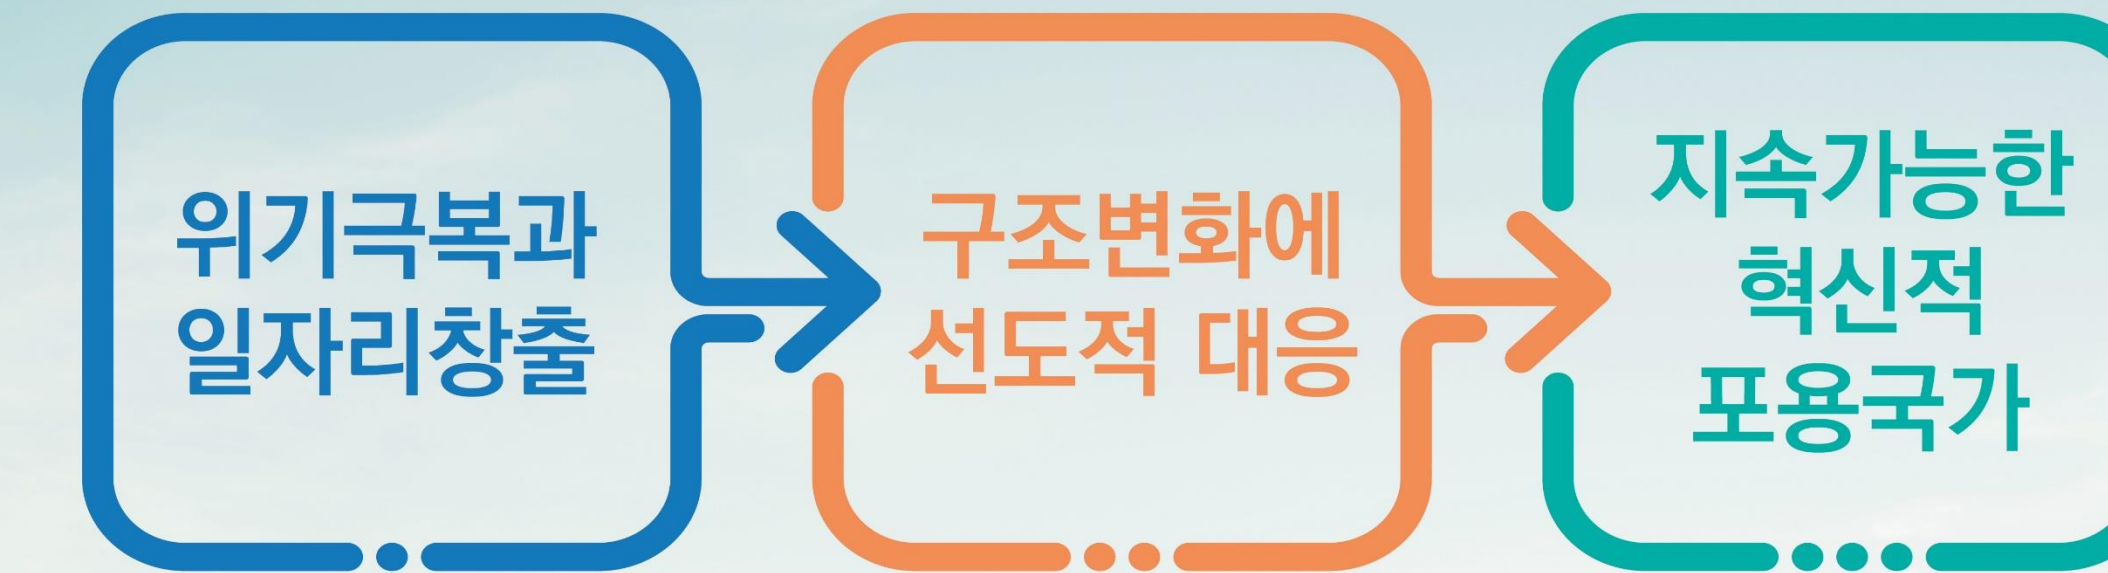 위기극복과
일자리창출
구조변화에
선도적 대응
지속가능한
혁신적
포용국가